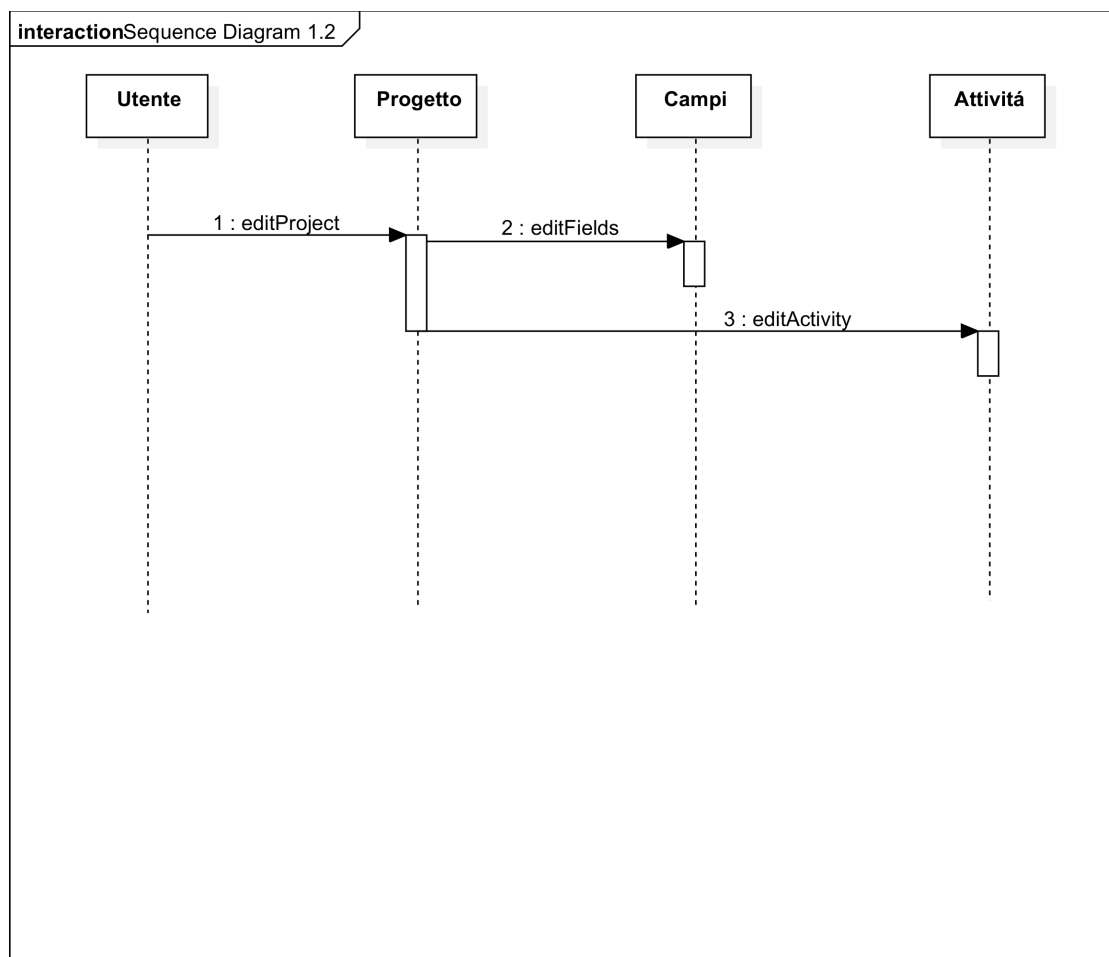 interactionSequence Diagram 1.2
Utente
Progetto
Campi
Attivitá
1 : editProject
2 : editFields
3 : editActivity